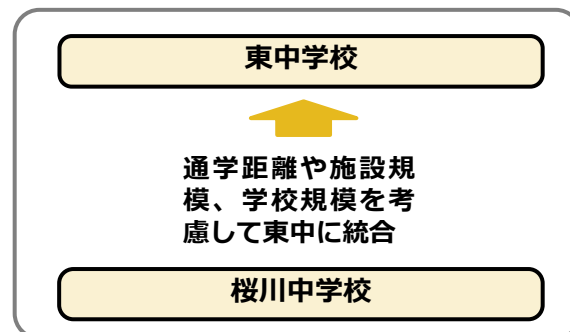 東中学校
通学距離や施設規
模、学校規模を考
慮して東中に統合
桜川中学校